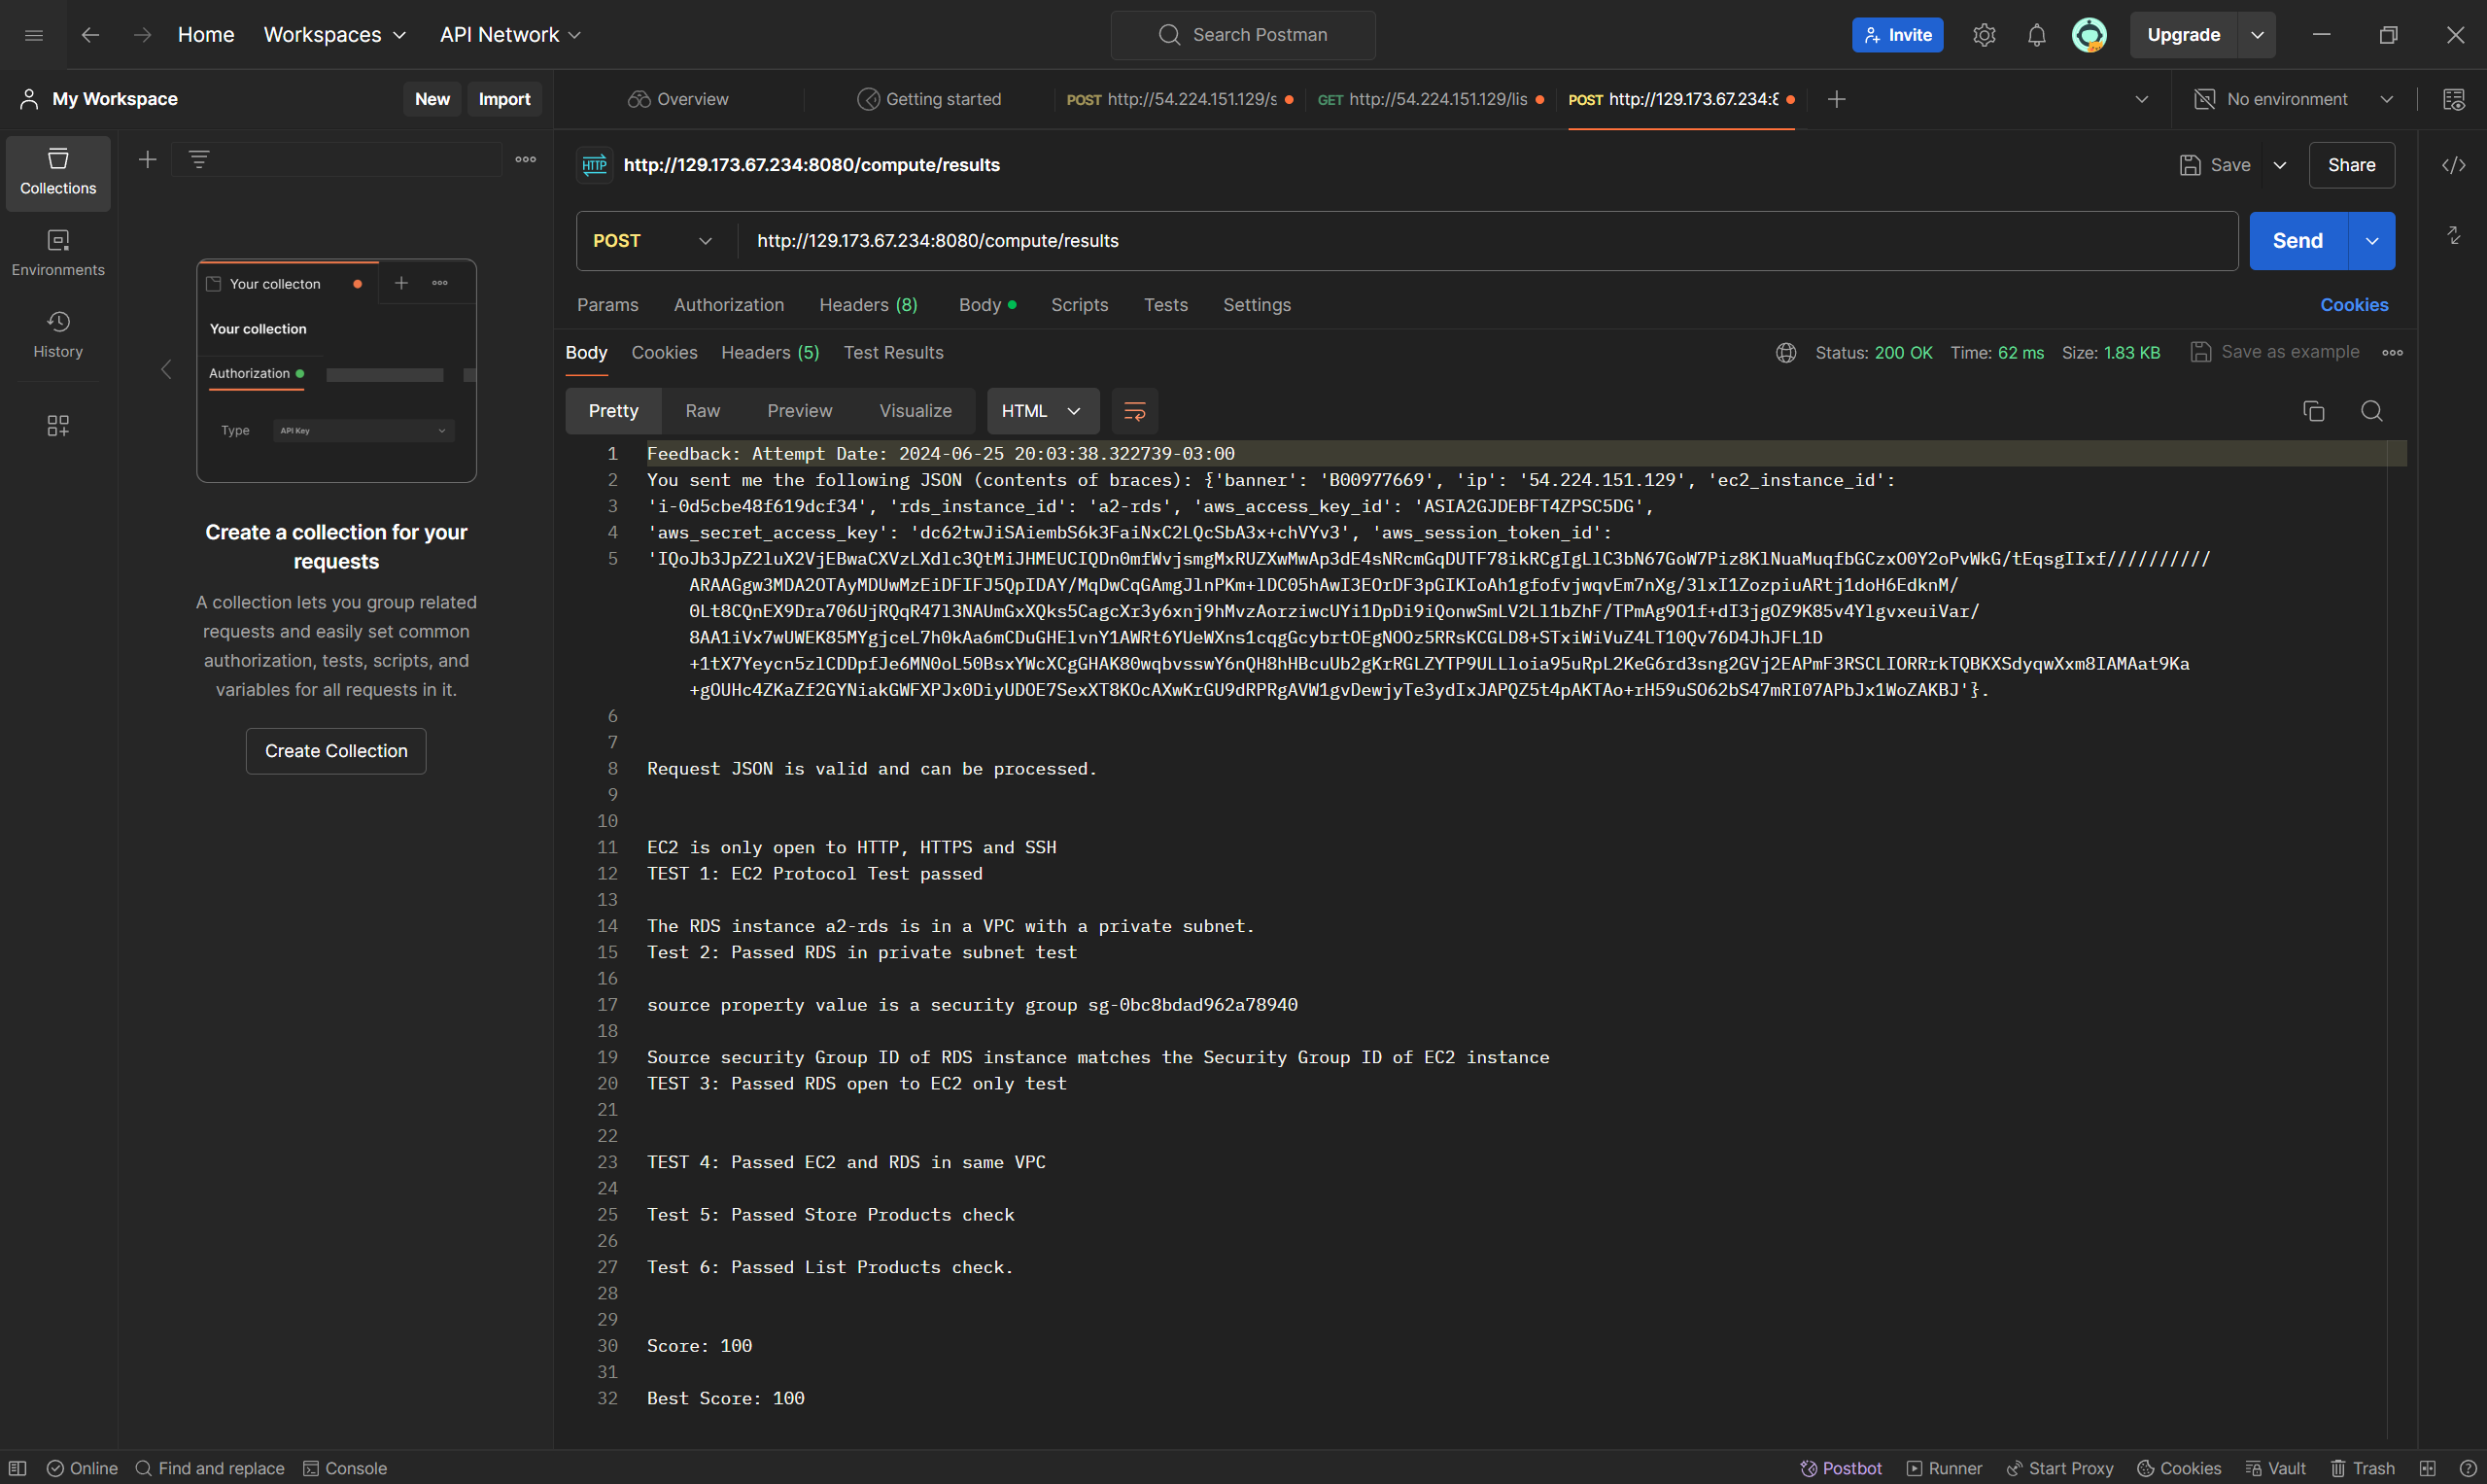 Home Workspaces API Network Search Postman Invite Upgrade
My Workspace New Import Overview Getting started POST http://54.224.151.129/s GET http://54.224.151.129/lis POST http://129.173.67.234:8 No environment
Collections
Environments
History
Your collecton
Your collection
Authorization
Type API Key
Create a collection for your
requests
A collection lets you group related
requests and easily set common
authorization, tests, scripts, and
variables for all requests in it.
Create Collection
HTTP http://129.173.67.234:8080/compute/results Save Share
POST http://129.173.67.234:8080/compute/results Send
Params Authorization Headers (8) Body Scripts Tests Settings Cookies
Body Cookies Headers (5) Test Results Status: 200 OK Time: 62 ms Size: 1.83 KB Save as example
Pretty Raw Preview Visualize HTML
1 Feedback: Attempt Date: 2024-06-25 20:03:38.322739-03:00
2 You sent me the following JSON (contents of braces): {'banner': 'B00977669', 'ip': '54.224.151.129', 'ec2_instance_id':
3 'i-0d5cbe48f619dcf34', 'rds_instance_id': 'a2-rds', 'aws_access_key_id': 'ASIA2GJDEBFT4ZPSC5DG',
4 'aws_secret_access_key': 'dc62twJiSAiembS6k3FaiNxC2LQcSbA3x+chVYv3', 'aws_session_token_id':
5
6
7
8 Request JSON is valid and can be processed.
9
10
11 EC2 is only open to HTTP, HTTPS and SSH
12 TEST 1: EC2 Protocol Test passed
13
14 The RDS instance a2-rds is in a VPC with a private subnet.
15 Test 2: Passed RDS in private subnet test
16
17 source property value is a security group sg-0bc8bdad962a78940
18
19 Source security Group ID of RDS instance matches the Security Group ID of EC2 instance
20 TEST 3: Passed RDS open to EC2 only test
21
22
23 TEST 4: Passed EC2 and RDS in same VPC
24
25 Test 5: Passed Store Products check
26
27 Test 6: Passed List Products check.
28
29
30 Score: 100
31
32 Best Score: 100
Online Find and replace Console Postbot Runner Start Proxy Cookies Vault Trash